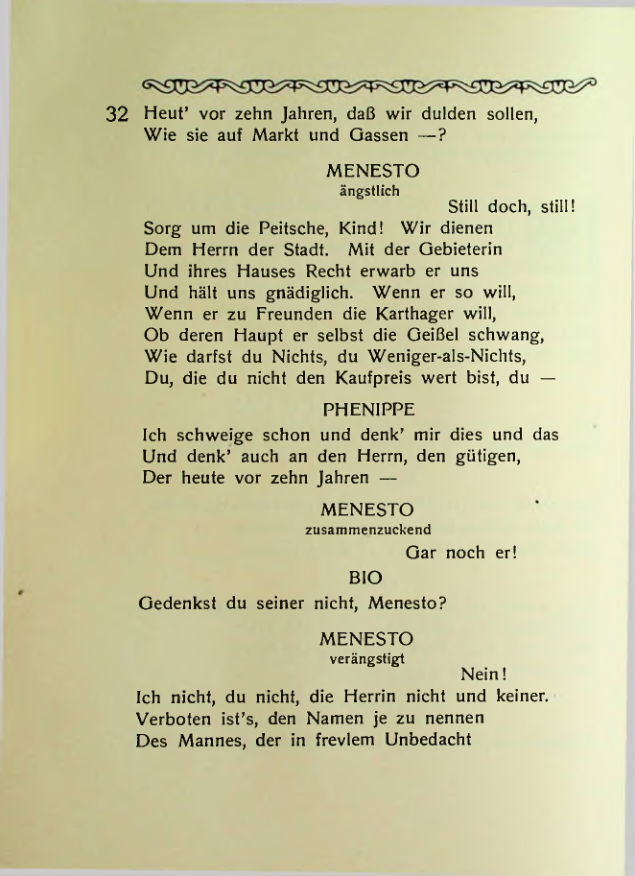 32 Heut' vor zehn Jahren, daß wir dulden sollen,
Wie sie auf Markt und Gassen —?
MENESTO
ängstlich
Still doch, still!
Sorg um die Peitsche, Kind! Wir dienen
Dem Herrn der Stadt. Mit der Gebieterin
Und ihres Hauses Recht erwarb er uns
Und hält uns gnädiglich. Wenn er so will,
Wenn er zu Freunden die Karthager will,
Ob deren Haupt er selbst die Geißel schwang,
Wie darfst du Nichts, du Weniger-als-Nichts,
Du, die du nicht den Kaufpreis wert bist, du —
PHENIPPE
Ich schweige schon und denk' mir dies und das
Und denk' auch an den Herrn, den gütigen,
Der heute vor zehn Jahren —
MENESTO
zusammenzuckend
Gar noch er!
BIO
Gedenkst du seiner nicht, Menesto?
MENESTO
verängstigt
Nein!
Ich nicht, du nicht, die Herrin nicht und keiner.
Verboten ist's, den Namen je zu nennen
Des Mannes, der in frevlem Unbedacht